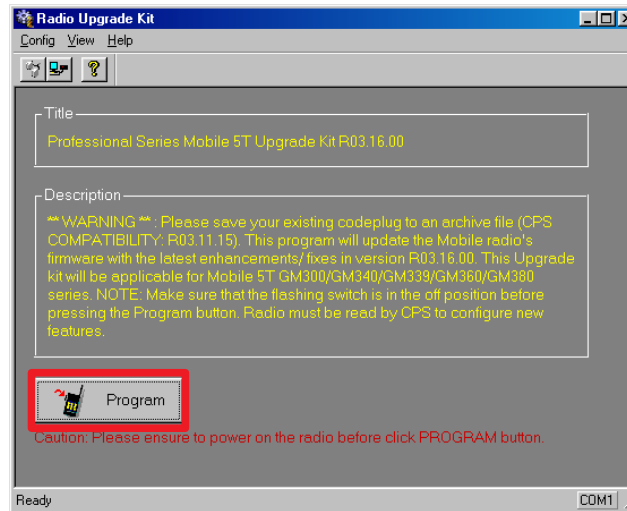 Radio Upgrade Kit
Config View Help
Title
Professional Series Mobile 5T Upgrade Kit R03.16.00
Description
** WARNING ** : Please save your existing codeplug to an archive file (CPS
COMPATIBILITY: R03.11.15). This program will update the Mobile radio's
firmware with the latest enhancements/ fixes in version R03.16.00. This Upgrade
kit will be applicable for Mobile 5T GM300/GM340/GM339/GM360/GM380
series. NOTE: Make sure that the flashing switch is in the off position before
pressing the Program button. Radio must be read by CPS to configure new
features.
Program
Caution: Please ensure to power on the radio before click PROGRAM button.
Ready COM1